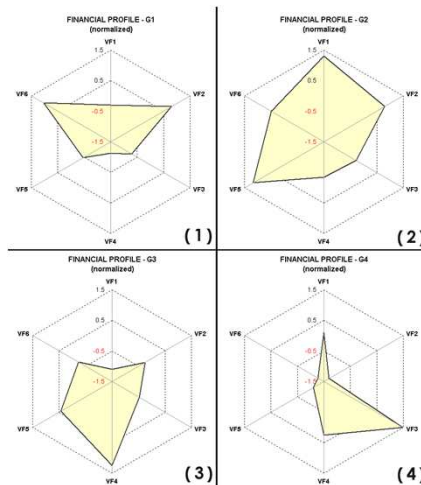 FINANCIAL PROFILE - G1
(normalized)
VF1
1.5
0.5
-0.5
-1.5
VF2
VF3
VF4
VF5
VF6
(1)
FINANCIAL PROFILE - G2
(normalized)
VF1
1.5
0.5
-0.5
-1.5
VF2
VF3
VF4
VF5
VF6
(2)
FINANCIAL PROFILE - G3
(normalized)
VF1
1.5
0.5
-0.5
-1.5
VF2
VF3
VF4
VF5
VF6
(3)
FINANCIAL PROFILE - G4
(normalized)
VF1
1.5
0.5
-0.5
-1.5
VF2
VF3
VF4
VF5
VF6
(4)